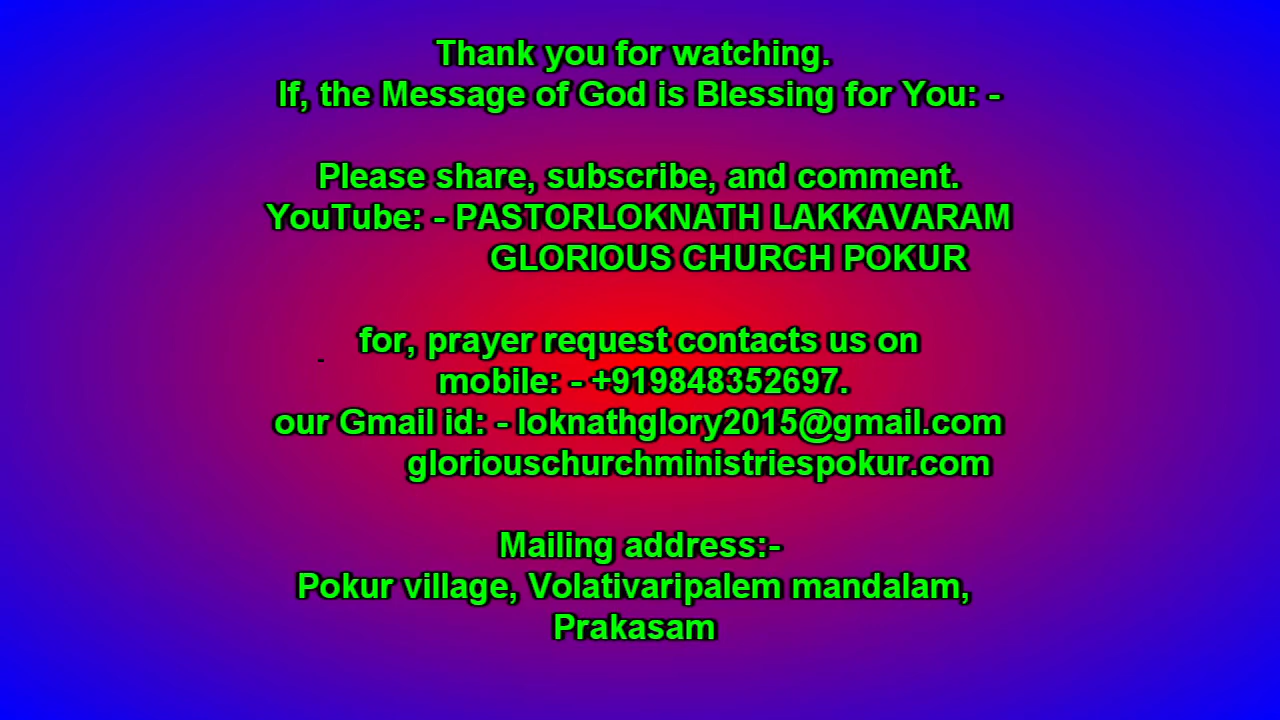 Thank you for watching.
If, the Message of God is Blessing for You: -
Please share, subscribe, and comment.
YouTube: - PASTORLOKNATH LAKKAVARAM
GLORIOUS CHURCH POKUR
for, prayer request contacts us on
mobile: - +919848352697.
our Gmail id: - loknathglory2015@gmail.com
gloriouschurchministriespokur.com
Mailing address:-
Pokur village, Volativaripalem mandalam,
Prakasam